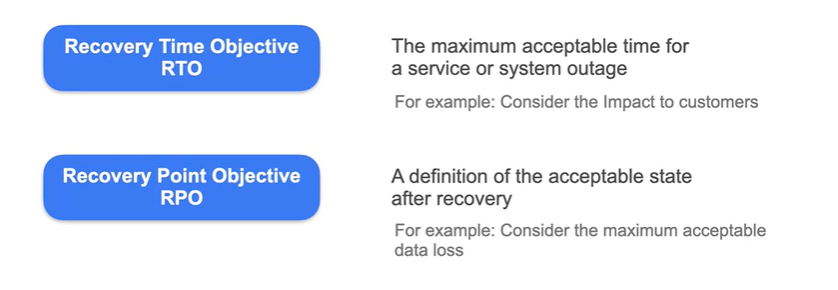 Recovery Time Objective
RTO
The maximum acceptable time for
a service or system outage
For example: Consider the Impact to customers
Recovery Point Objective
RPO
A definition of the acceptable state
after recovery
For example: Consider the maximum acceptable
data loss